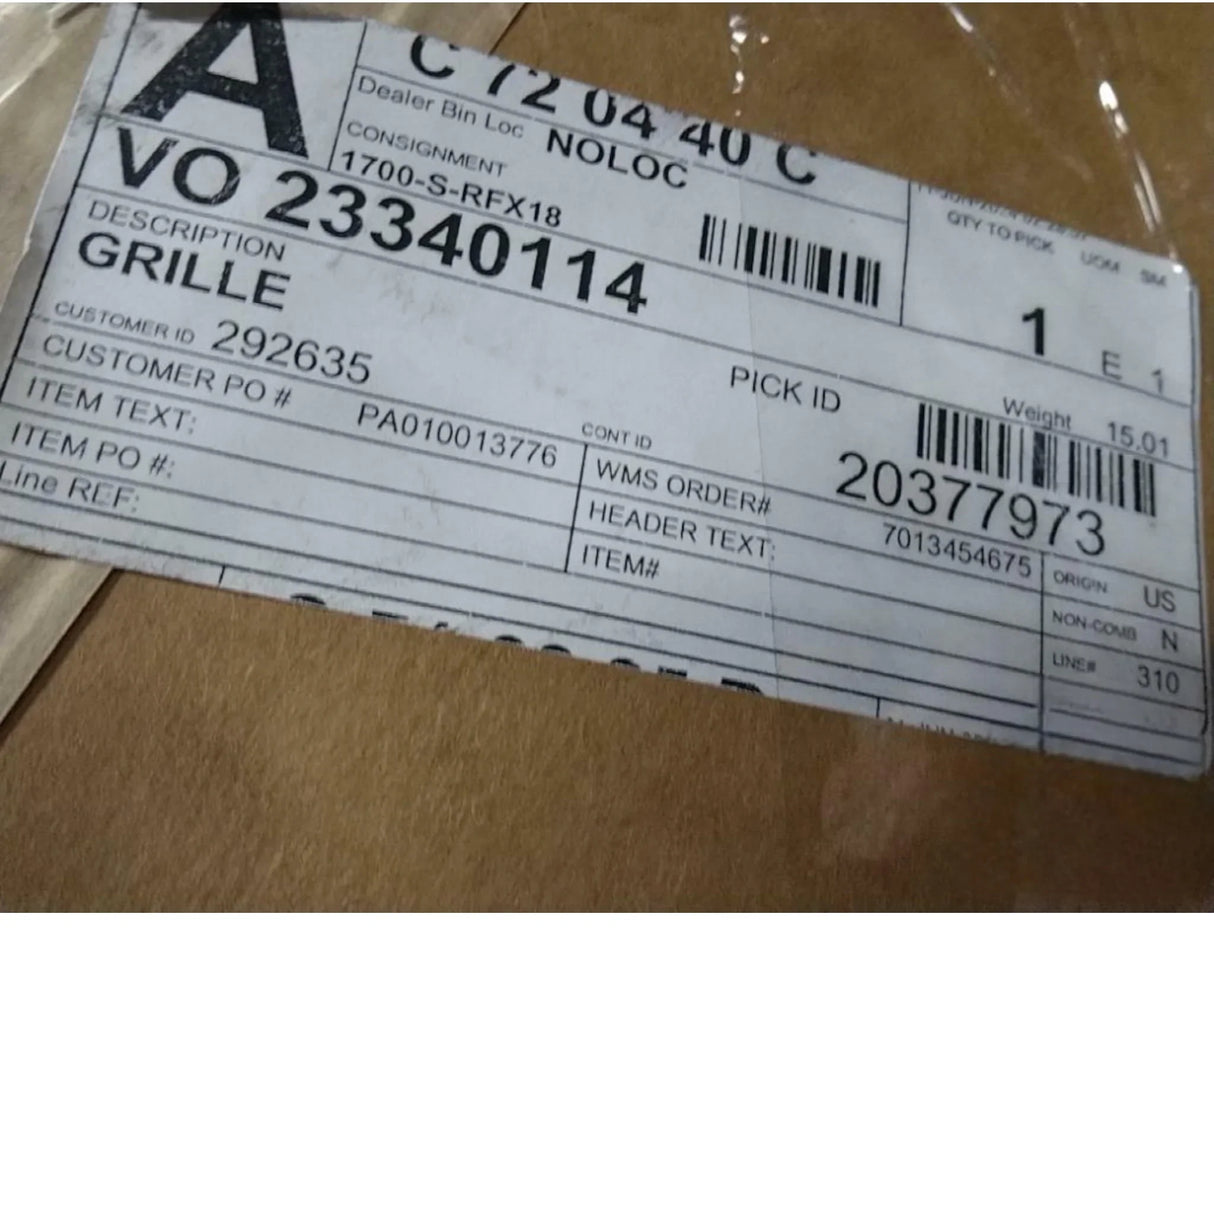 A
C 72 04 40 C
Dealer Bin Loc NOLOC
CONSIGNMENT
1700-S-RFX18
QTY TO PICK UOM SM
1 E 1
VO 23340114
DESCRIPTION
GRILLE
Weight 15.01
CUSTOMER ID 292635
PICK ID
20377973
CUSTOMER PO # PA010013776
CONT ID
ITEM TEXT:
WMS ORDER# 7013454675
ORIGIN US
ITEM PO #:
HEADER TEXT:
NON-COMB N
Line REF:
ITEM#
LINE# 310